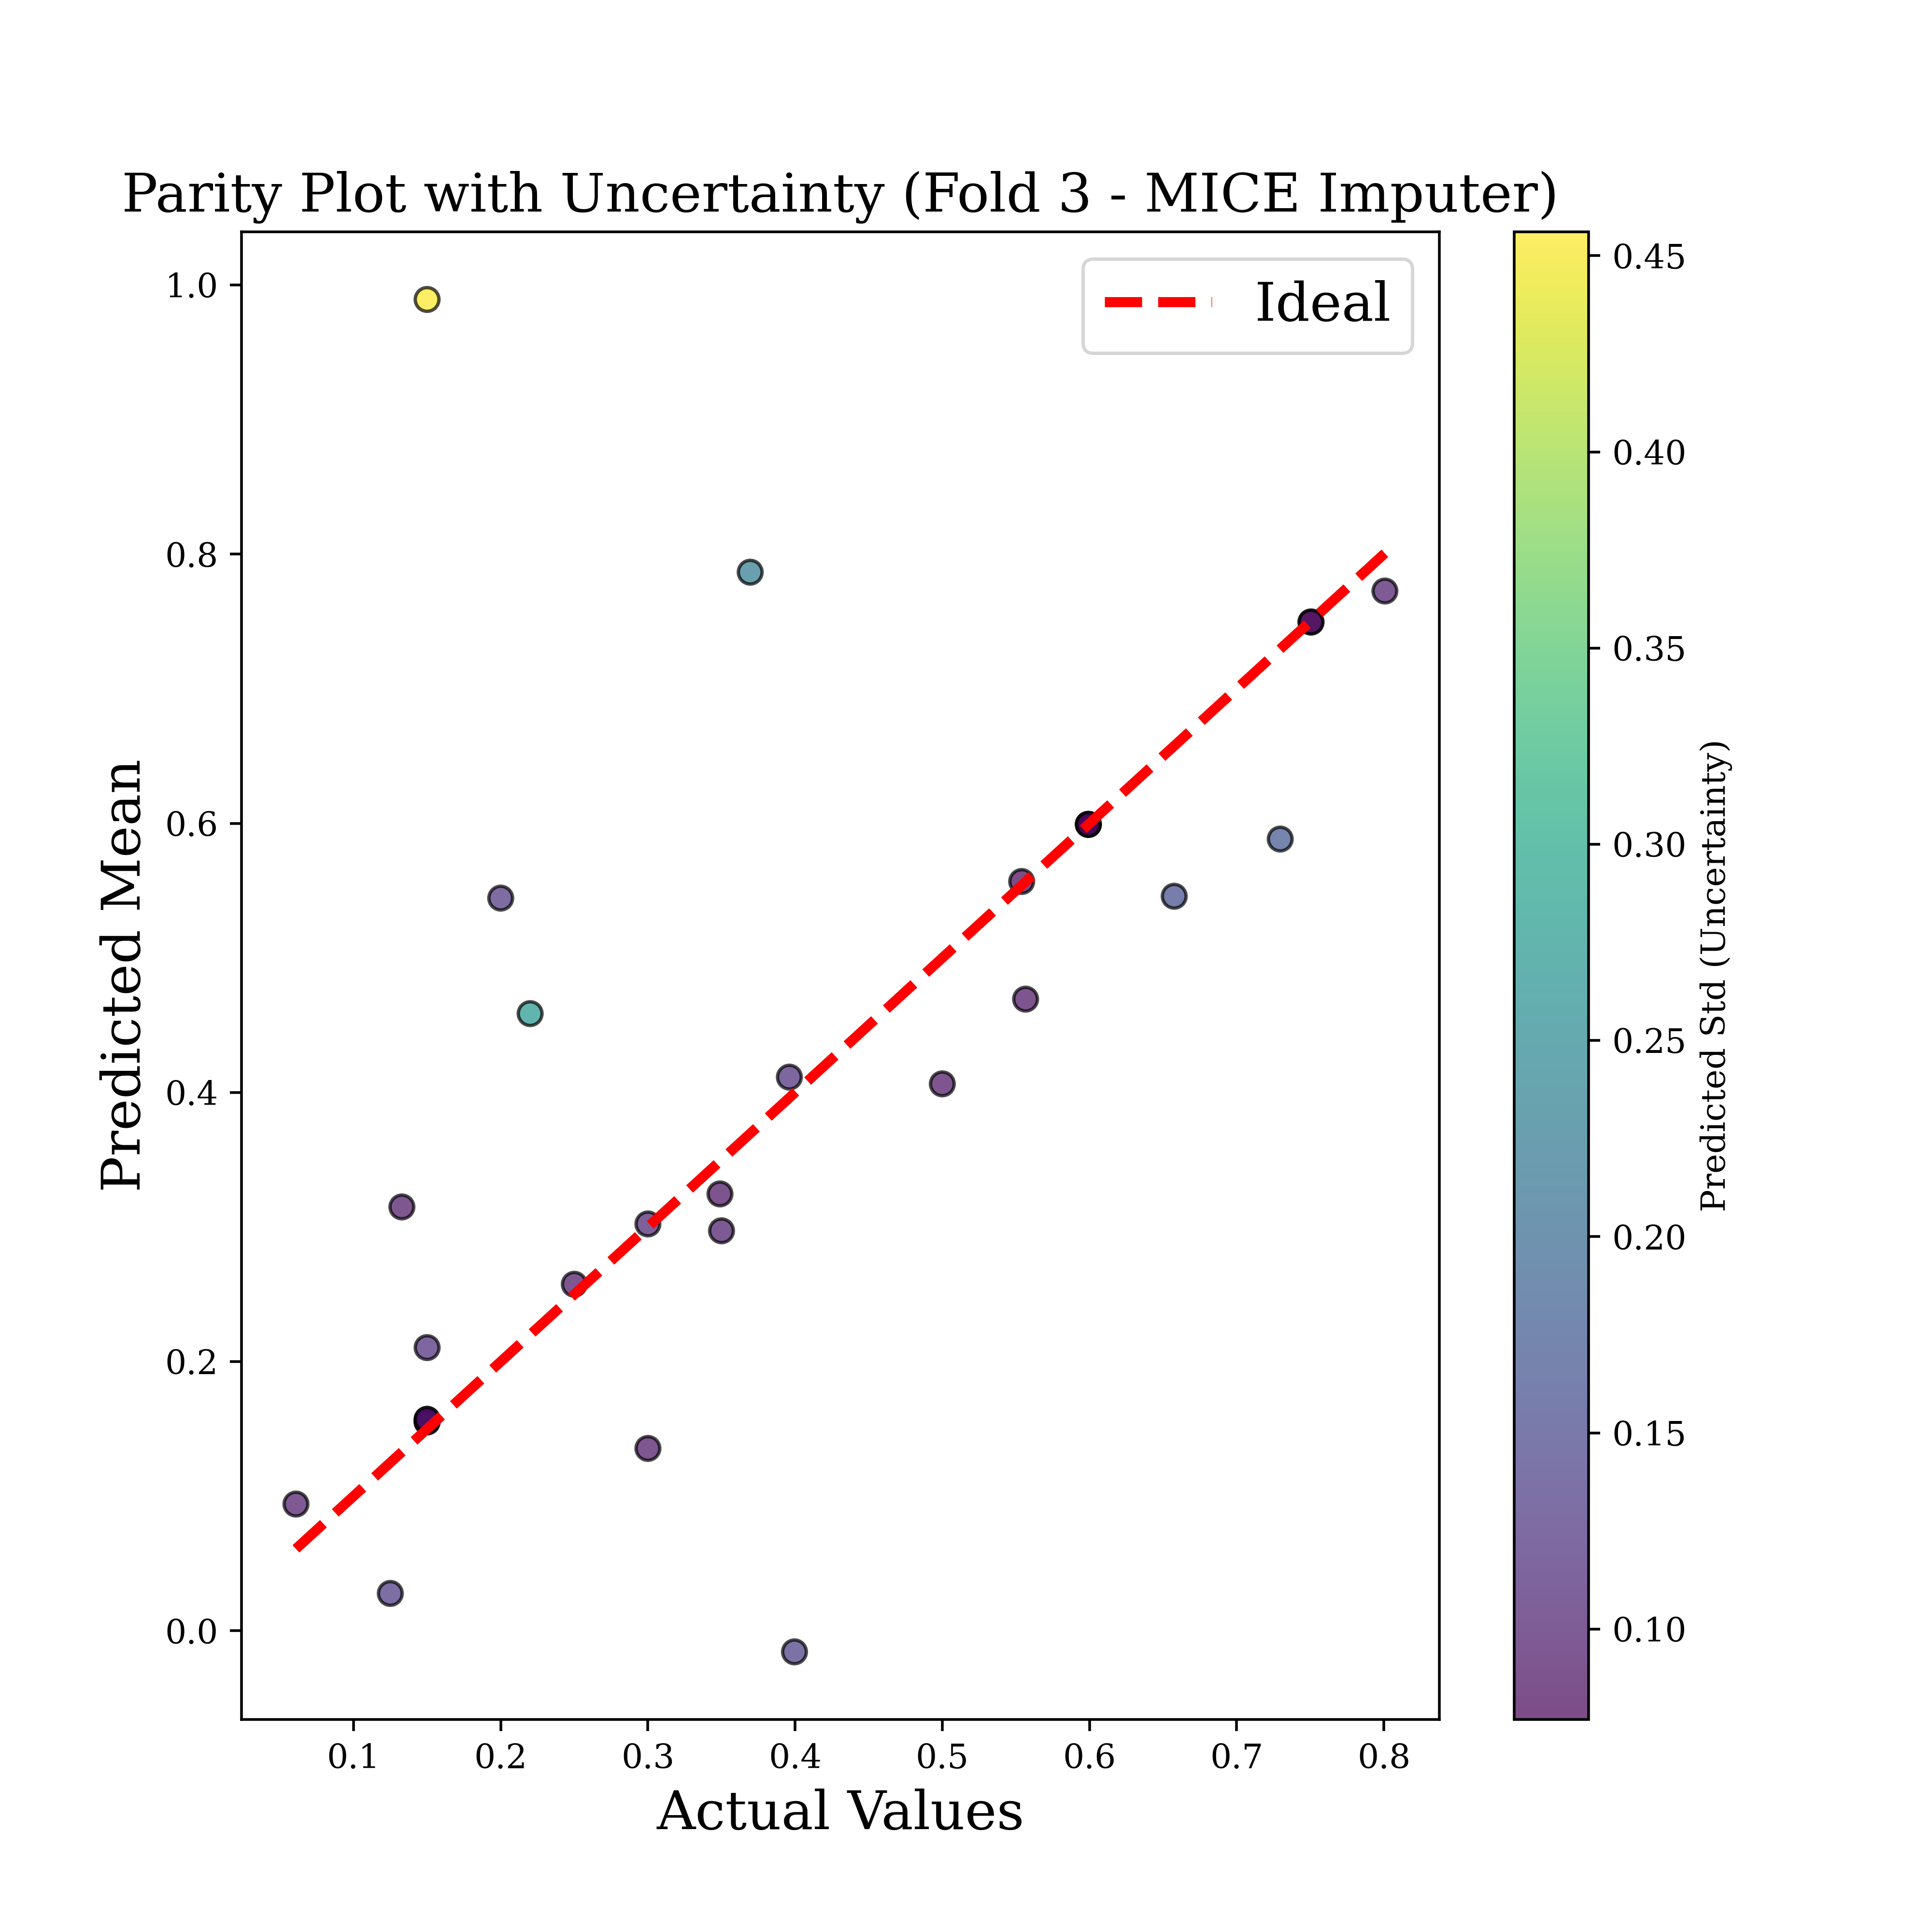 Parity Plot with Uncertainty (Fold 3 - MICE Imputer)
Ideal
Predicted Mean
1.0
0.8
0.6
0.4
0.2
0.0
0.1 0.2 0.3 0.4 0.5 0.6 0.7 0.8
Actual Values
0.45
0.40
0.35
0.30
0.25
0.20
0.15
0.10
Predicted Std (Uncertainty)